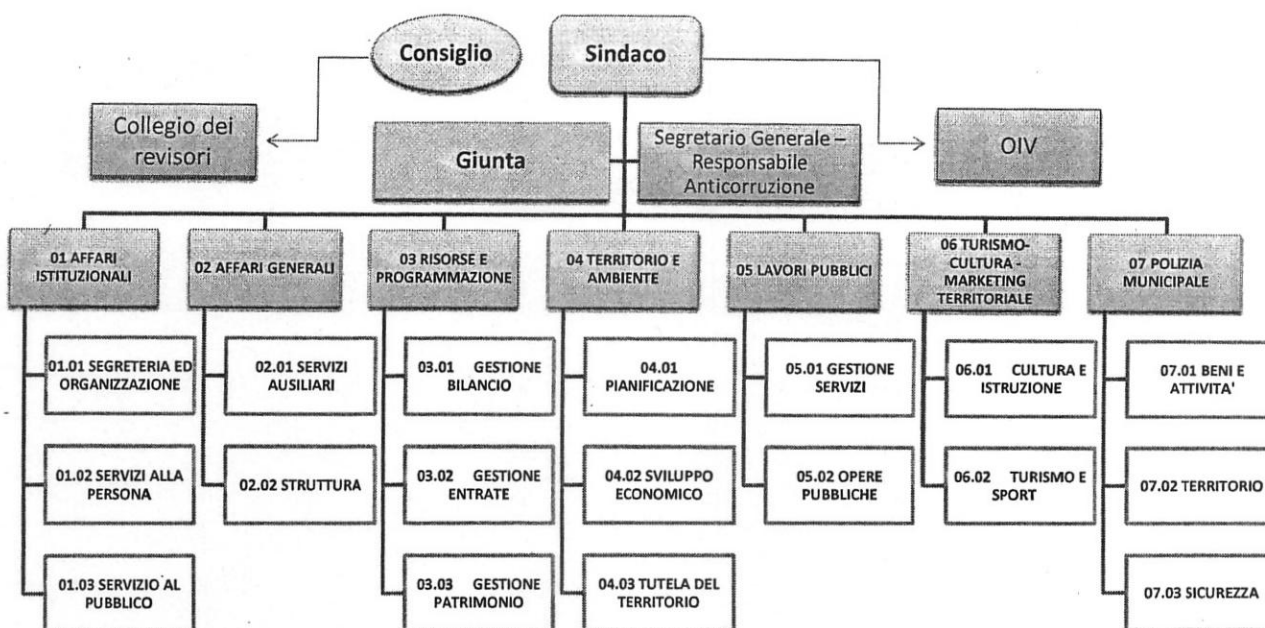 Consiglio
Sindaco
Collegio dei
revisori
Giunta
Segretario Generale –
Responsabile
Anticorruzione
OIV
01 AFFARI
ISTITUZIONALI
02 AFFARI GENERALI
03 RISORSE E
PROGRAMMAZIONE
04 TERRITORIO E
AMBIENTE
05 LAVORI PUBBLICI
06 TURISMO-
CULTURA -
MARKETING
TERRITORIALE
07 POLIZIA
MUNICIPALE
01.01 SEGRETERIA ED
ORGANIZZAZIONE
02.01 SERVIZI
AUSILIARI
03.01 GESTIONE
BILANCIO
04.01
PIANIFICAZIONE
05.01 GESTIONE
SERVIZI
06.01 CULTURA E
ISTRUZIONE
07.01 BENI E
ATTIVITA'
01.02 SERVIZI ALLA
PERSONA
02.02 STRUTTURA
03.02 GESTIONE
ENTRATE
04.02 SVILUPPO
ECONOMICO
05.02 OPERE
PUBBLICHE
06.02 TURISMO E
SPORT
07.02 TERRITORIO
01.03 SERVIZIO AL
PUBBLICO
03.03 GESTIONE
PATRIMONIO
04.03 TUTELA DEL
TERRITORIO
07.03 SICUREZZA